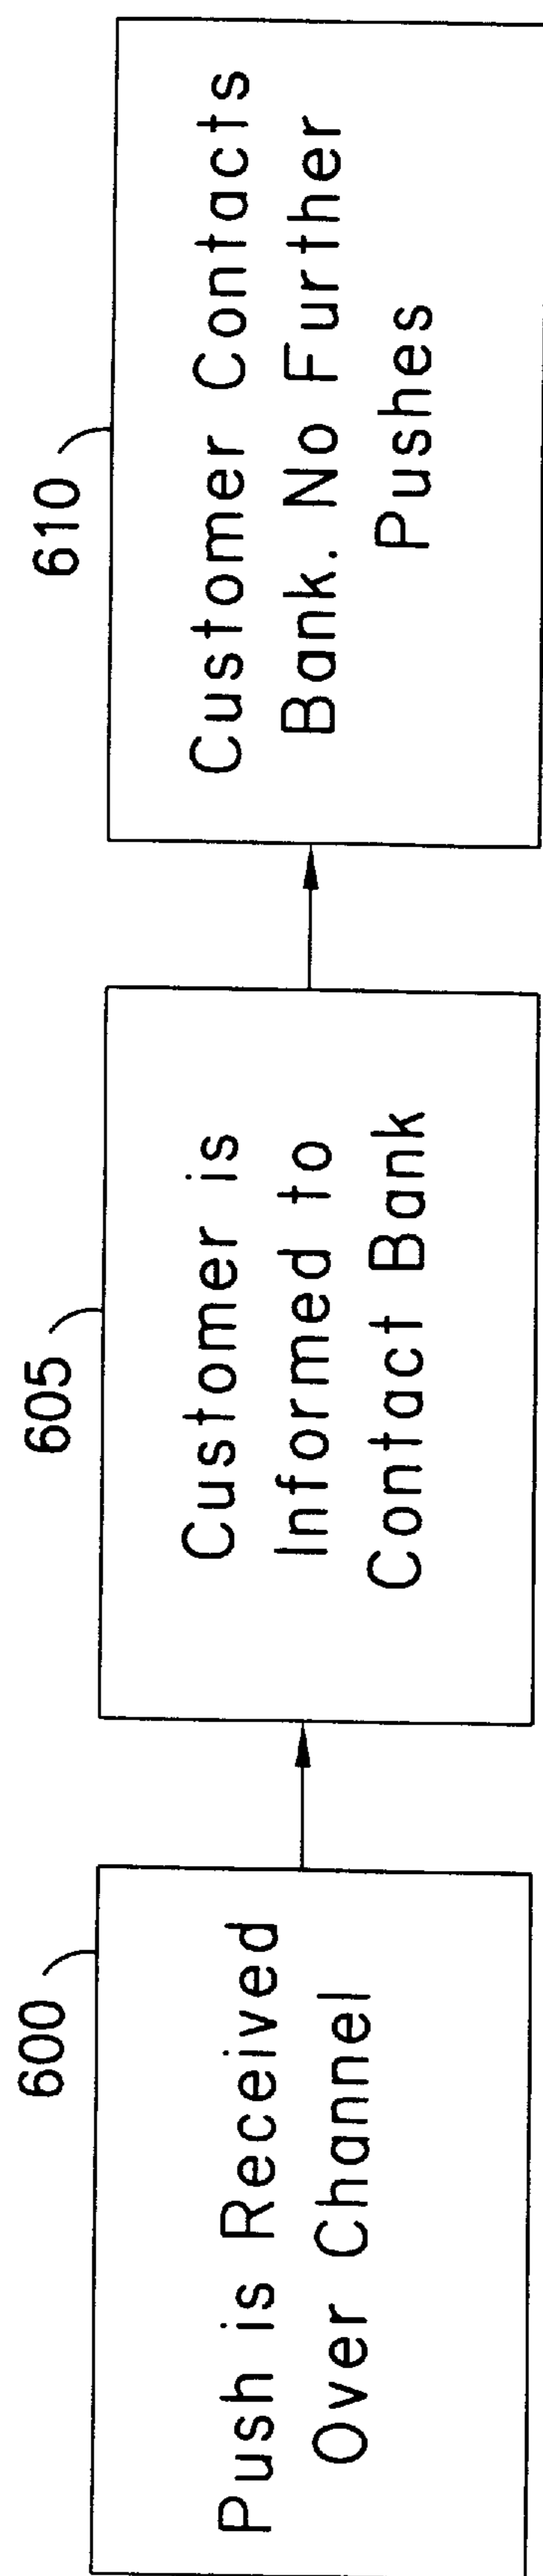 600
Push is Received
Over Channel
605
Customer is
Informed to
Contact Bank
610
Customer Contacts
Bank. No Further
Pushes